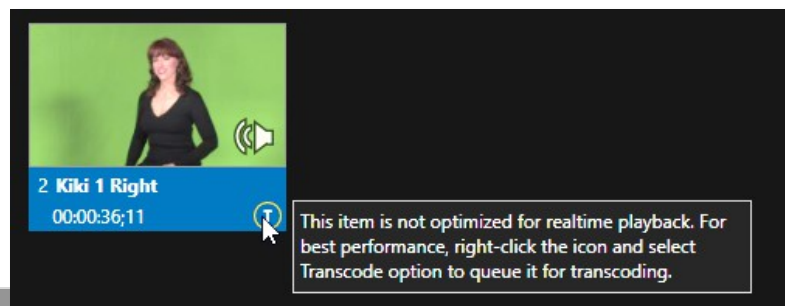 2 Kiki 1 Right
00:00:36;11
T
This item is not optimized for realtime playback. For
best performance, right-click the icon and select
Transcode option to queue it for transcoding.